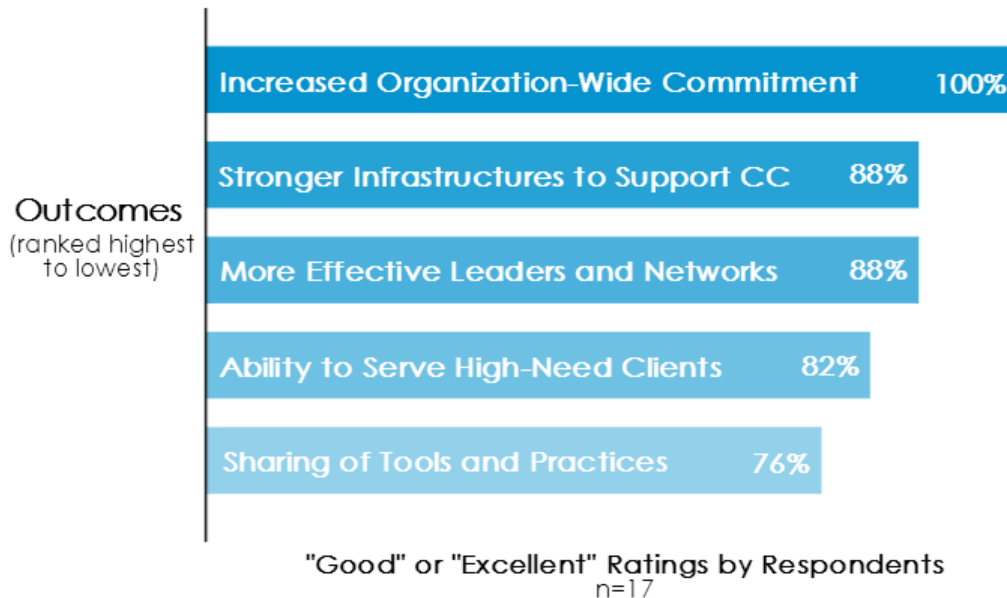 Increased Organization-Wide Commitment 100%
Stronger Infrastructures to Support CC 88%
Outcomes
(ranked highest
to lowest)
More Effective Leaders and Networks 88%
Ability to Serve High-Need Clients 82%
Sharing of Tools and Practices 76%
"Good" or "Excellent" Ratings by Respondents
n=17